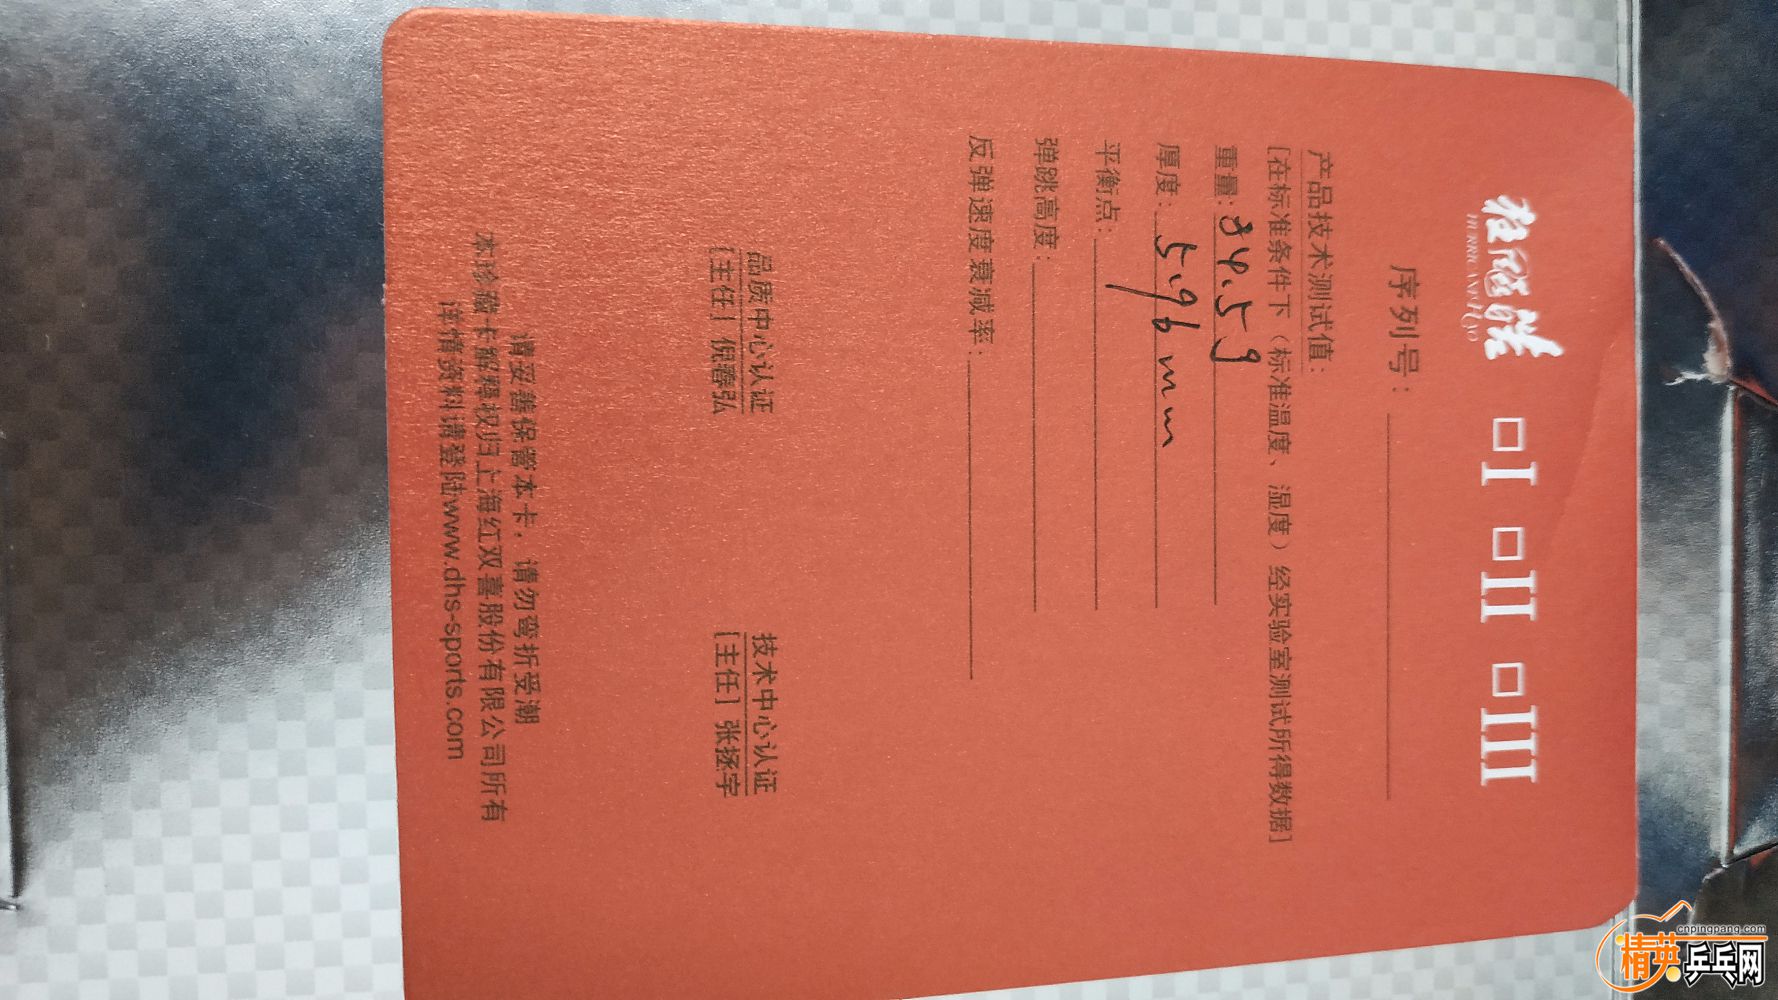 狂飚皓 □I □II □III
HURRICANE Hao
序列号：
产品技术测试值：
[在标准条件下（标准温度、湿度）经实验室测试所得数据]
重量：84.5g
厚度：5.96mm
平衡点：
弹跳高度：
反弹速度衰减率：
品质中心认证 技术中心认证
[主任] 倪春弘 [主任] 张拯宇
请妥善保管本卡，请勿弯折受潮
本珍藏卡解释权归上海红双喜股份有限公司所有
详情资料请登陆www.dhs-sports.com
cnpingpang.com
精英乒乓网